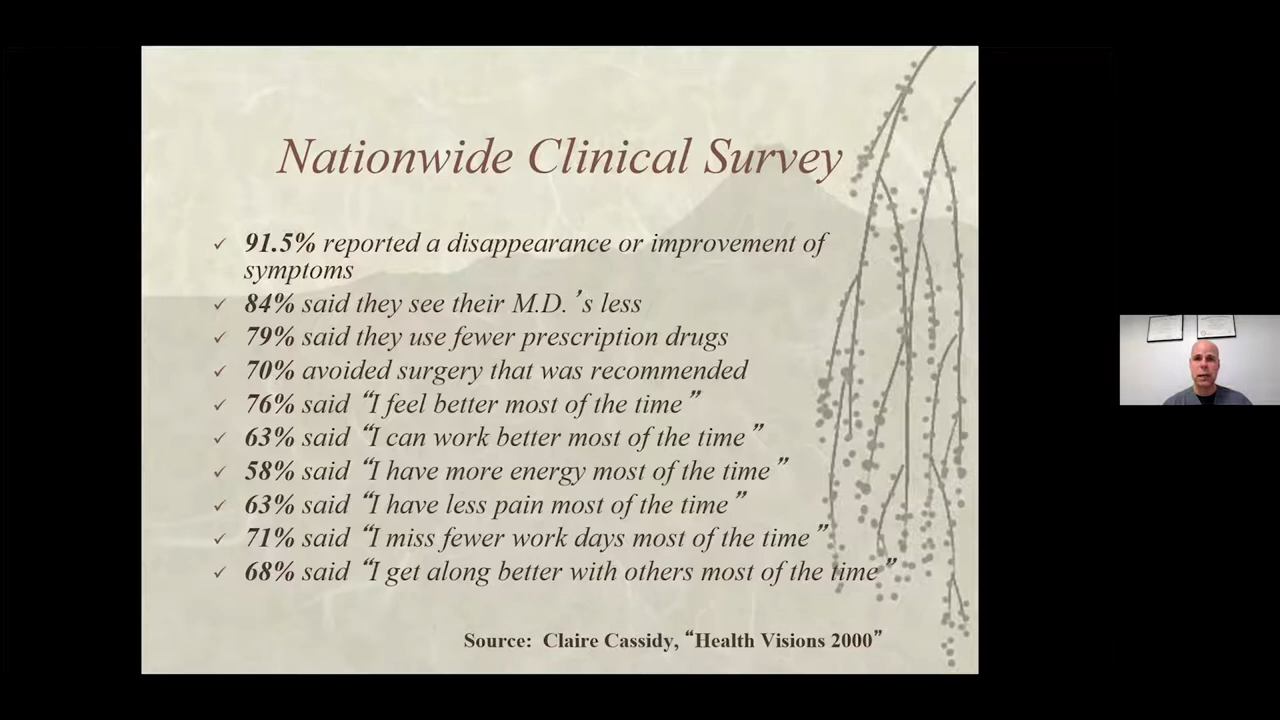 Nationwide Clinical Survey
✓ 91.5% reported a disappearance or improvement of
symptoms
✓ 84% said they see their M.D.’s less
✓ 79% said they use fewer prescription drugs
✓ 70% avoided surgery that was recommended
✓ 76% said “I feel better most of the time”
✓ 63% said “I can work better most of the time”
✓ 58% said “I have more energy most of the time”
✓ 63% said “I have less pain most of the time”
✓ 71% said “I miss fewer work days most of the time”
✓ 68% said “I get along better with others most of the time”
Source: Claire Cassidy, “Health Visions 2000”